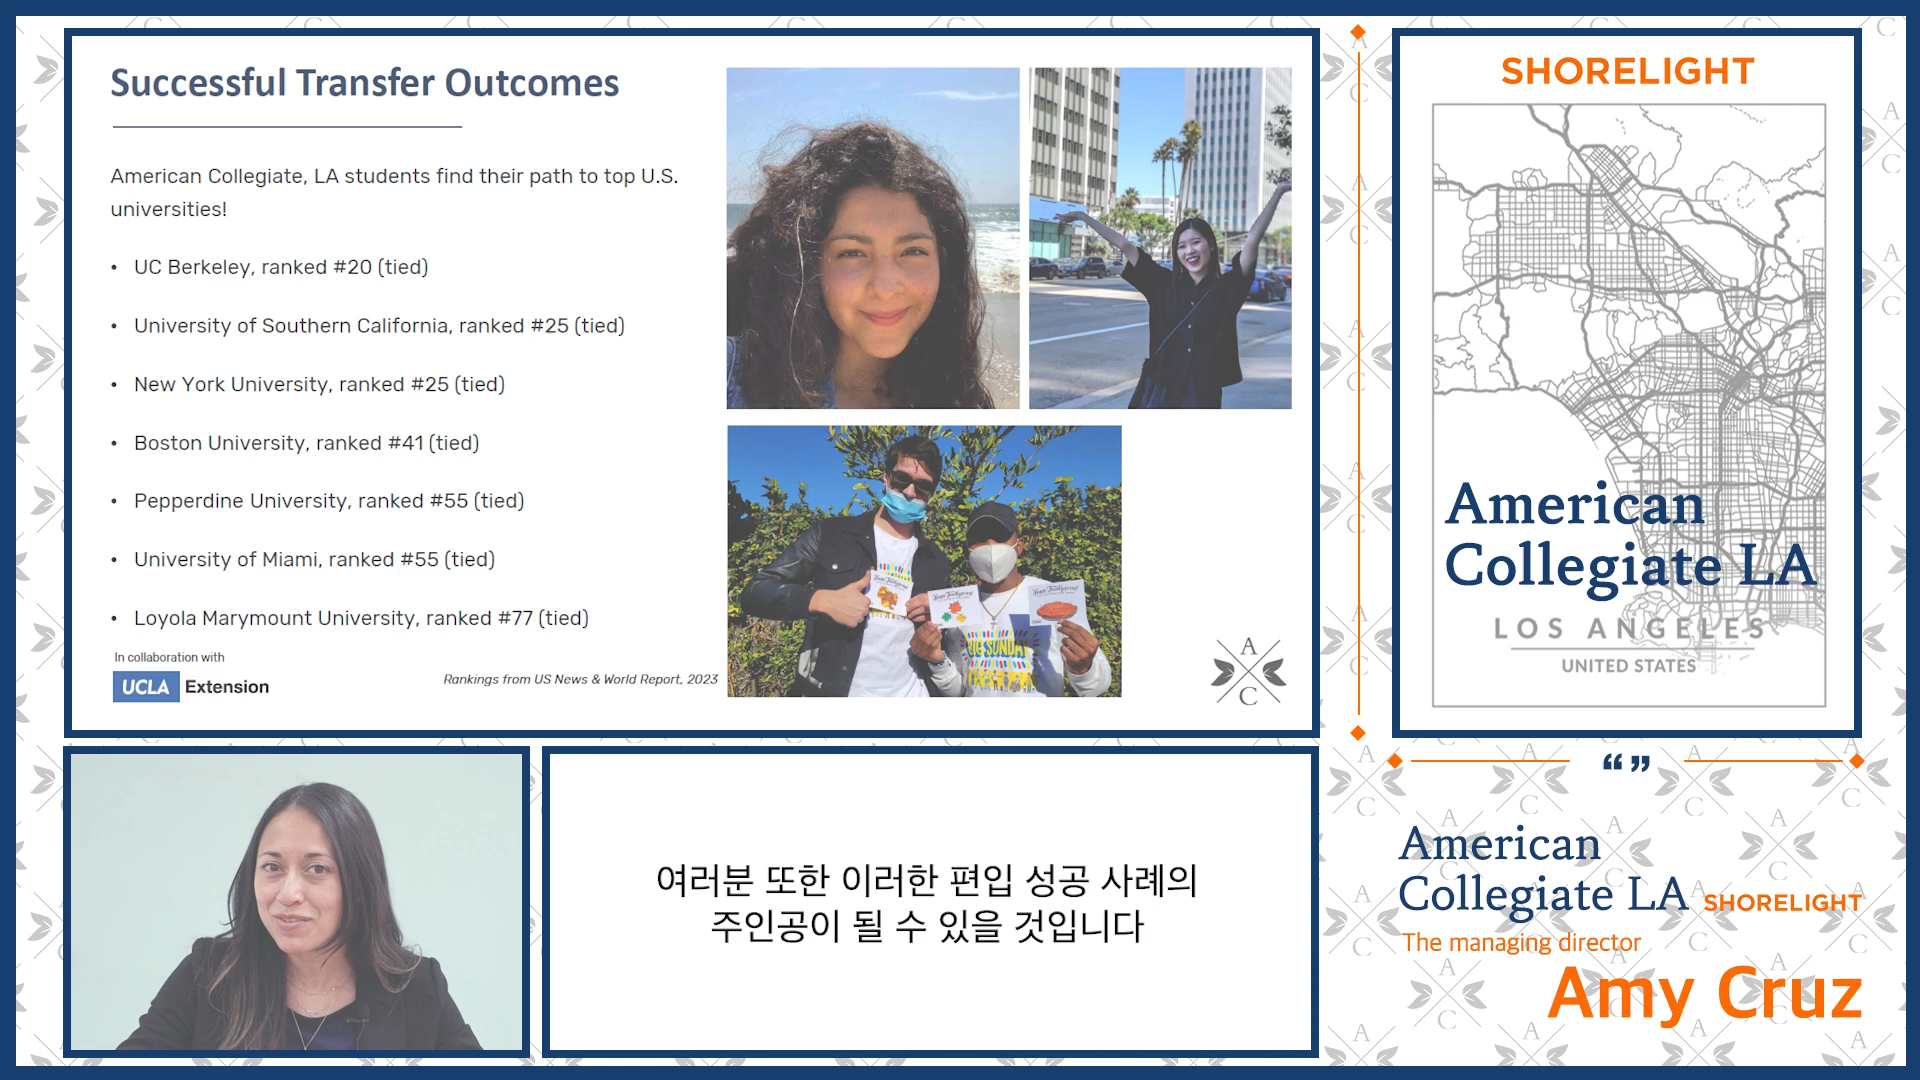 Successful Transfer Outcomes
American Collegiate, LA students find their path to top U.S.
universities!
• UC Berkeley, ranked #20 (tied)
• University of Southern California, ranked #25 (tied)
• New York University, ranked #25 (tied)
• Boston University, ranked #41 (tied)
• Pepperdine University, ranked #55 (tied)
• University of Miami, ranked #55 (tied)
• Loyola Marymount University, ranked #77 (tied)
In collaboration with
UCLA Extension
Rankings from US News & World Report, 2023
BIG SUNDAY
A
C
SHORELIGHT
American
Collegiate LA
LOS ANGELES
UNITED STATES
여러분 또한 이러한 편입 성공 사례의
주인공이 될 수 있을 것입니다
“ ”
American
Collegiate LA SHORELIGHT
The managing director
Amy Cruz